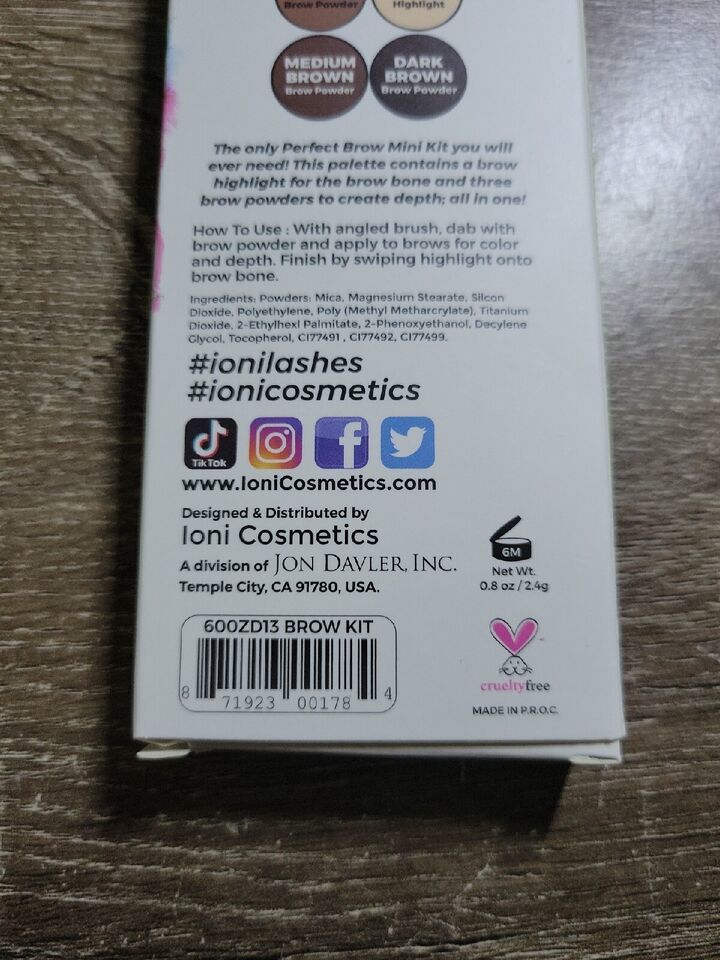 Brow Powder
Highlight
MEDIUM
BROWN
Brow Powder
DARK
BROWN
Brow Powder
The only Perfect Brow Mini Kit you will
ever need! This palette contains a brow
highlight for the brow bone and three
brow powders to create depth; all in one!
How To Use : With angled brush, dab with
brow powder and apply to brows for color
and depth. Finish by swiping highlight onto
brow bone.
Ingredients: Powders: Mica, Magnesium Stearate, Silcon
Dioxide, Polyethylene, Poly (Methyl Metharcrylate), Titanium
Dioxide, 2-Ethylhexl Palmitate, 2-Phenoxyethanol, Decylene
Glycol, Tocopherol, CI77491 , CI77492, CI77499.
#ionilashes
#ionicosmetics
TikTok
www.IoniCosmetics.com
Designed & Distributed by
Ioni Cosmetics
A division of JON DAVLER, INC.
Temple City, CA 91780, USA.
6M
Net Wt.
0.8 oz / 2.4g
600ZD13 BROW KIT
8 71923 00178 4
crueltyfree
MADE IN P.R.O.C.